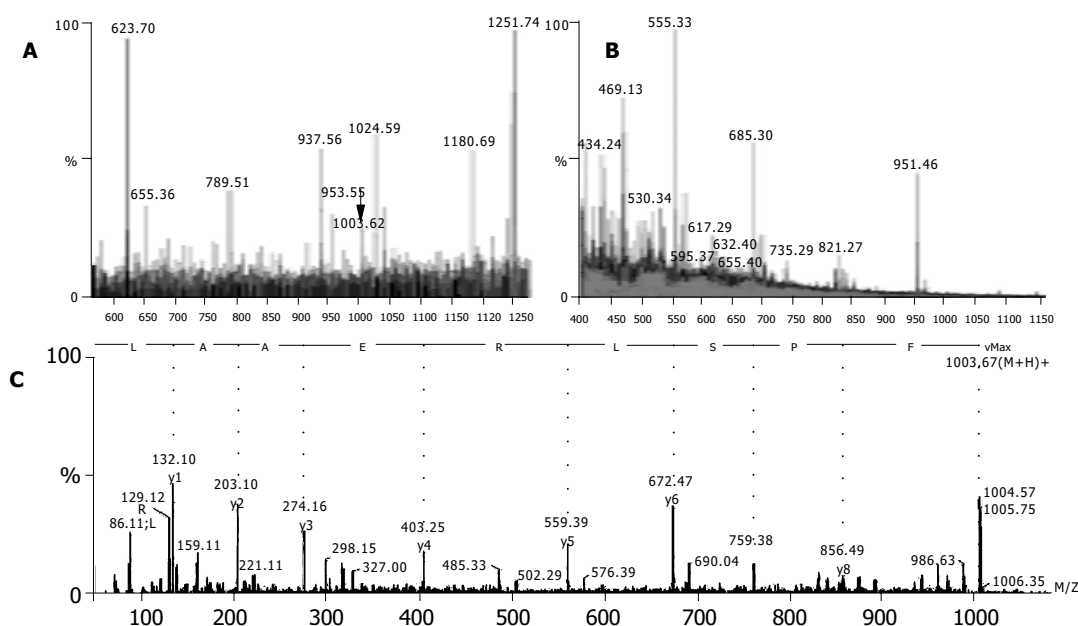 100
A
623.70
655.36
789.51
937.56
953.55
1003.62
1024.59
1180.69
1251.74
%
0
600 650 700 750 800 850 900 950 1000 1050 1100 1150 1200 1250
100
B
434.24
469.13
530.34
555.33
595.37
617.29
632.40
655.40
685.30
735.29
821.27
951.46
%
0
400 450 500 550 600 650 700 750 800 850 900 950 1000 1050 1100 1150
L A A E R L S P F vMax
1003,67(M+H)+
100
C
%
0
86.11;L
129.12
R
132.10
y1
159.11
203.10
y2
221.11
274.16
y3
298.15
327.00
403.25
y4
485.33
502.29
559.39
y5
576.39
672.47
y6
690.04
759.38
856.49
y8
986.63
1004.57
1005.75
1006.35
M/Z
100 200 300 400 500 600 700 800 900 1000